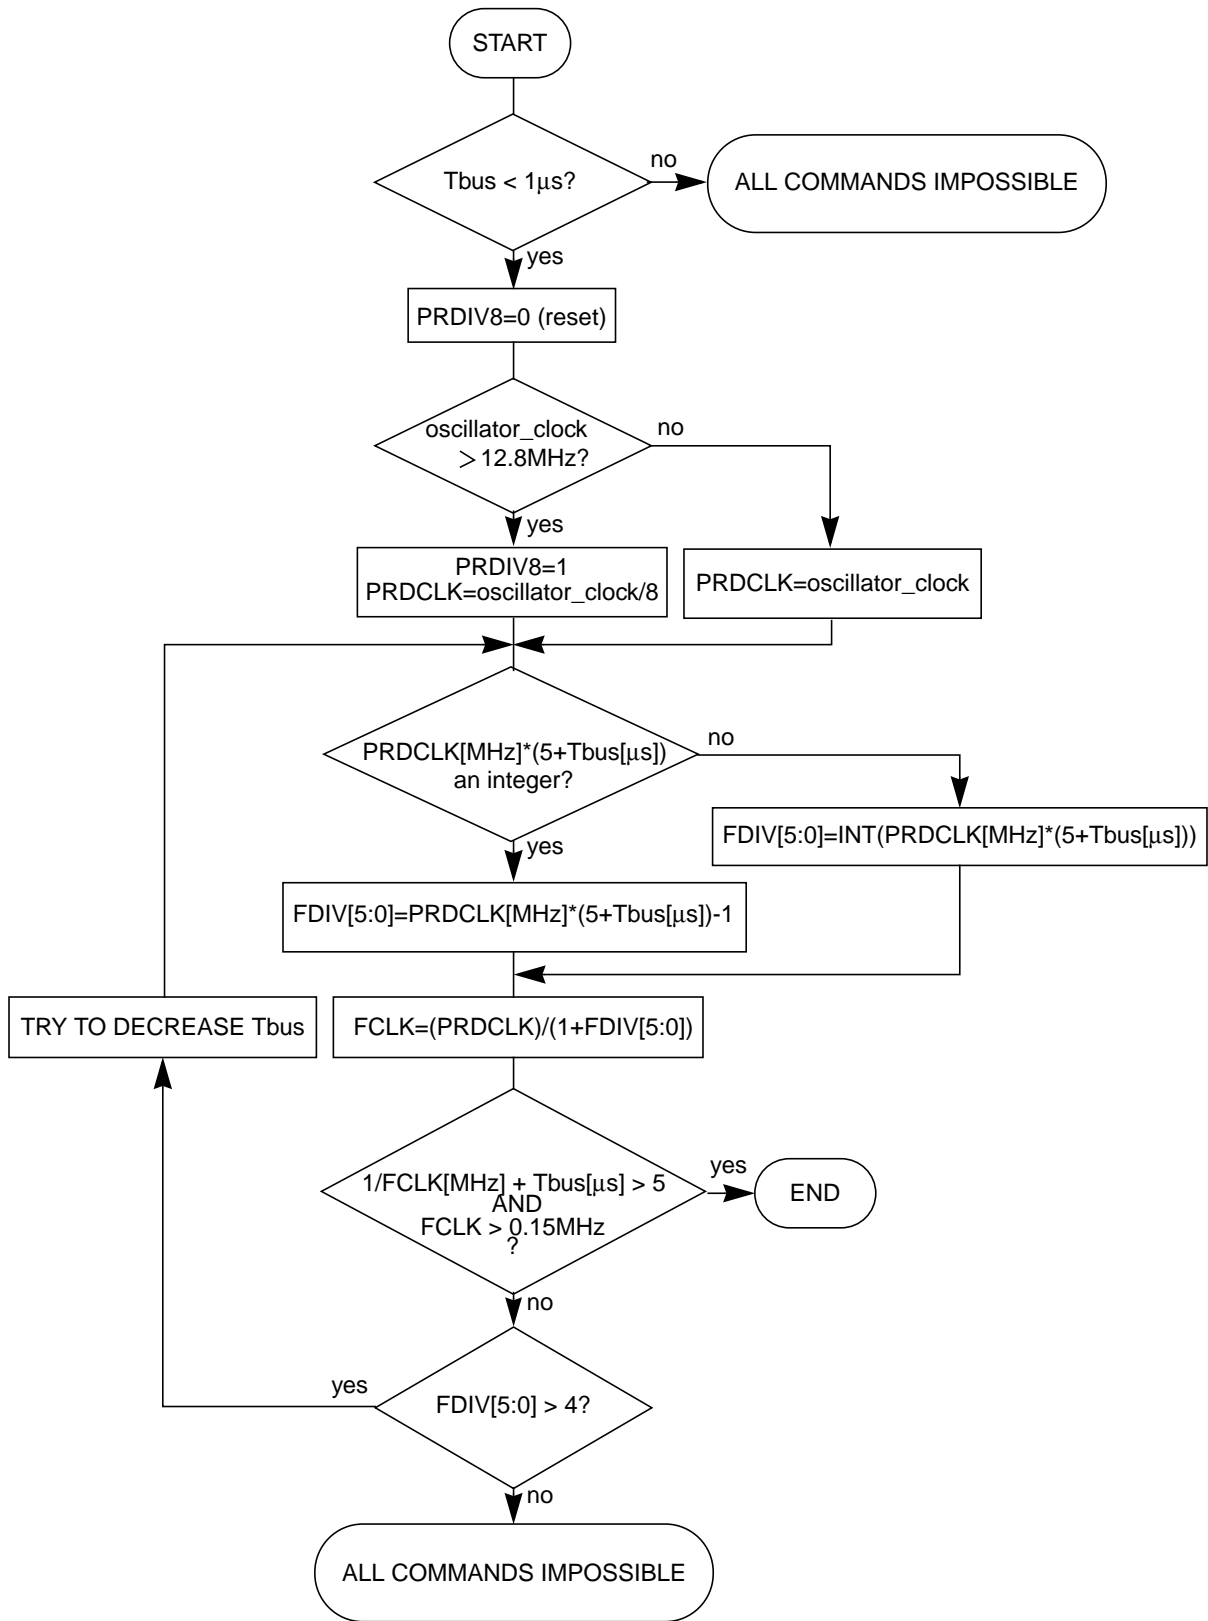 START
Tbus < 1μs?
no
ALL COMMANDS IMPOSSIBLE
yes
PRDIV8=0 (reset)
oscillator_clock
>12.8MHz?
no
yes
PRDIV8=1
PRDCLK=oscillator_clock/8
PRDCLK=oscillator_clock
PRDCLK[MHz]*(5+Tbus[μs])
an integer?
no
yes
FDIV[5:0]=INT(PRDCLK[MHz]*(5+Tbus[μs]))
FDIV[5:0]=PRDCLK[MHz]*(5+Tbus[μs])-1
TRY TO DECREASE Tbus
FCLK=(PRDCLK)/(1+FDIV[5:0])
1/FCLK[MHz] + Tbus[μs] > 5
AND
FCLK > 0.15MHz
?
yes
END
no
yes
FDIV[5:0] > 4?
no
ALL COMMANDS IMPOSSIBLE